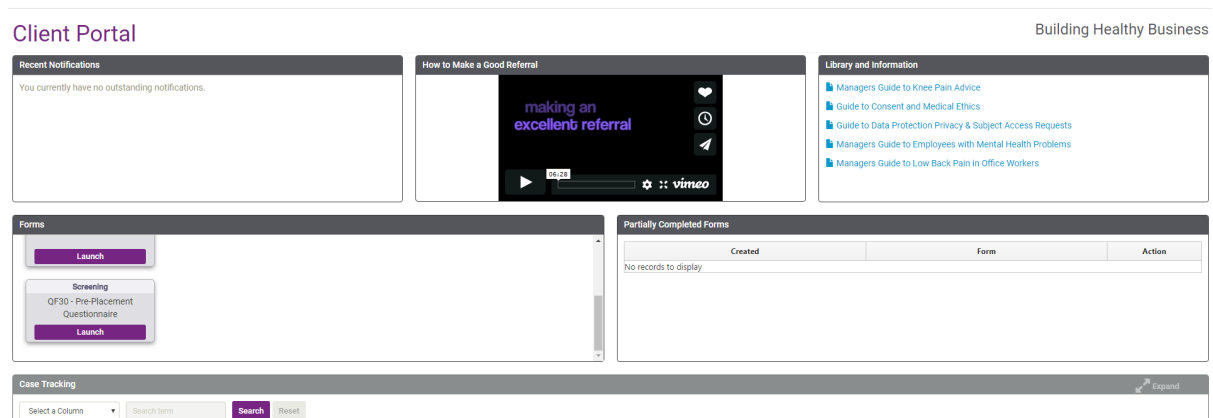 Client Portal
Building Healthy Business
Recent Notifications
You currently have no outstanding notifications.
How to Make a Good Referral
making an
excellent referral
06:28
vimeo
Library and Information
Managers Guide to Knee Pain Advice
Guide to Consent and Medical Ethics
Guide to Data Protection Privacy & Subject Access Requests
Managers Guide to Employees with Mental Health Problems
Managers Guide to Low Back Pain in Office Workers
Forms
Launch
Screening
QF30 - Pre-Placement
Questionnaire
Launch
Partially Completed Forms
Created Form Action
No records to display
Case Tracking
Expand
Select a Column Search term Search Reset